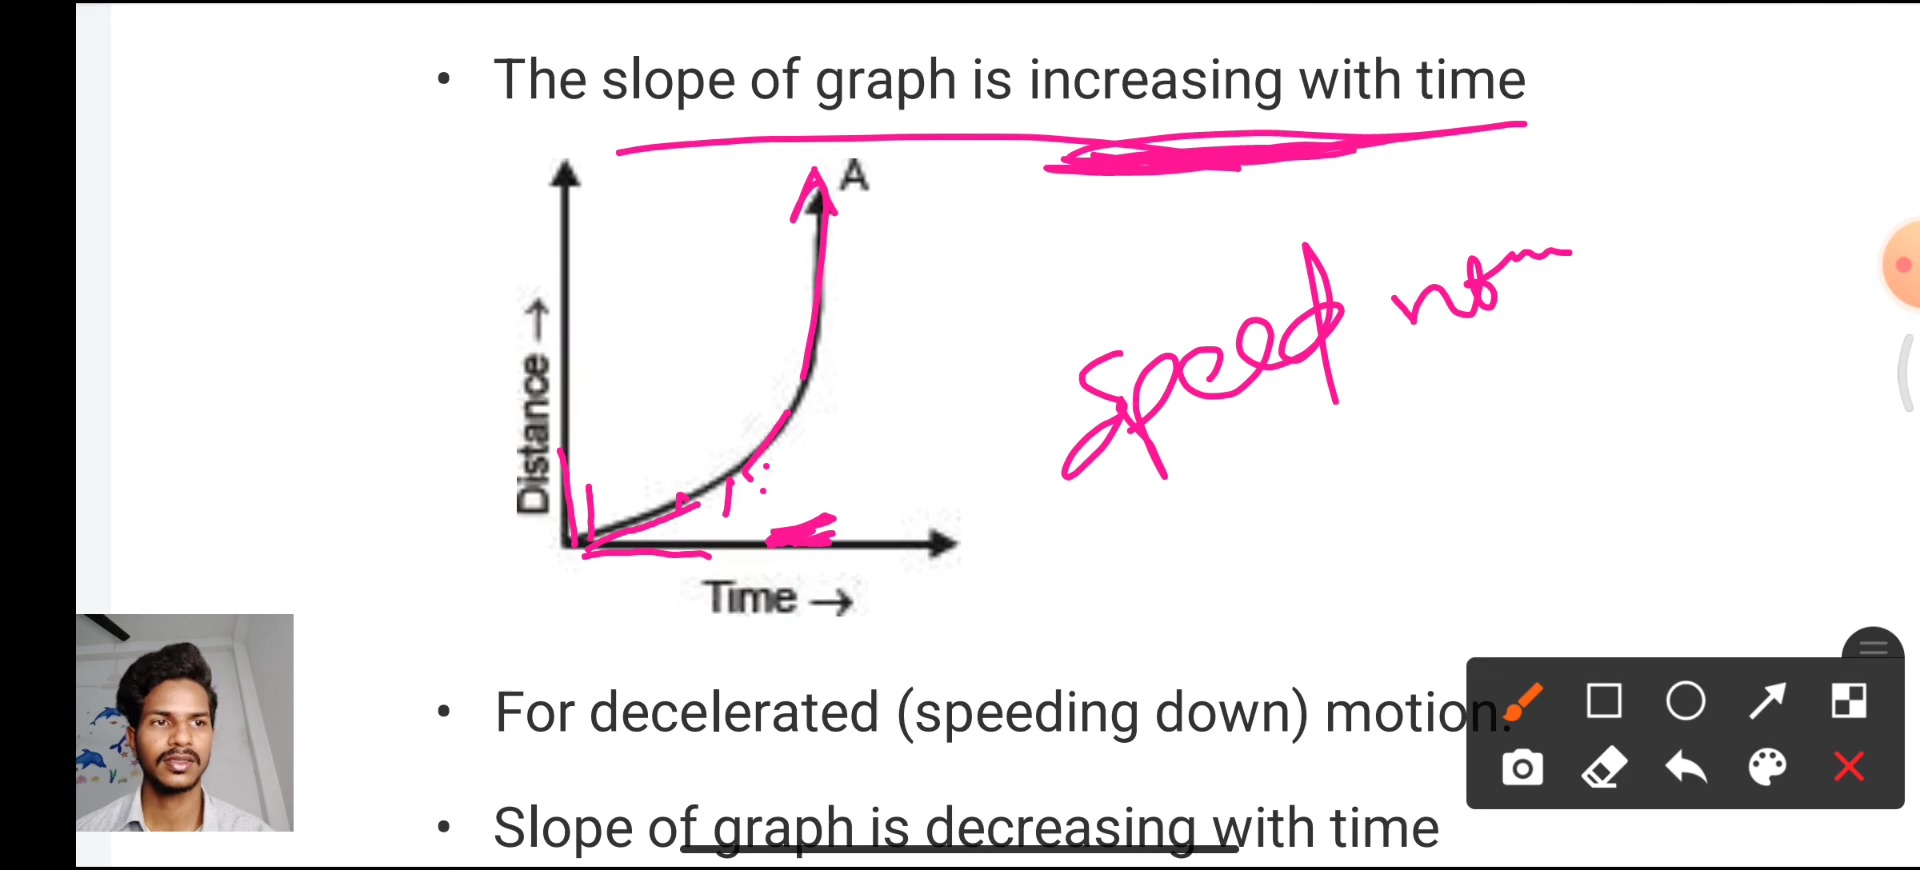 • The slope of graph is increasing with time
A
Distance →
Time →
speed
• For decelerated (speeding down) motion.
• Slope of graph is decreasing with time